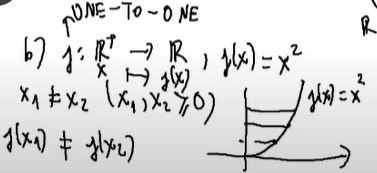 ONE-TO-ONE
b) f: ℝ⁺ → ℝ, f(x) = x²
x ↦ f(x)
x₁ ≠ x₂ (x₁, x₂ ≥ 0)
f(x₁) ≠ f(x₂)
f(x) = x²
R